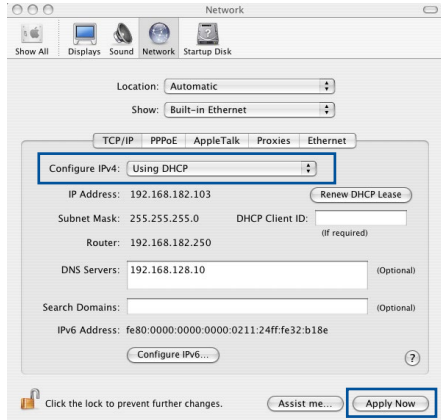 Network
Show All Displays Sound Network Startup Disk
Location: Automatic
Show: Built-in Ethernet
TCP/IP PPPoE AppleTalk Proxies Ethernet
Configure IPv4: Using DHCP
IP Address: 192.168.182.103 Renew DHCP Lease
Subnet Mask: 255.255.255.0 DHCP Client ID:
(If required)
Router: 192.168.182.250
DNS Servers: 192.168.128.10 (Optional)
Search Domains: (Optional)
IPv6 Address: fe80:0000:0000:0000:0211:24ff:fe32:b18e
Configure IPv6...
?
Click the lock to prevent further changes. Assist me... Apply Now